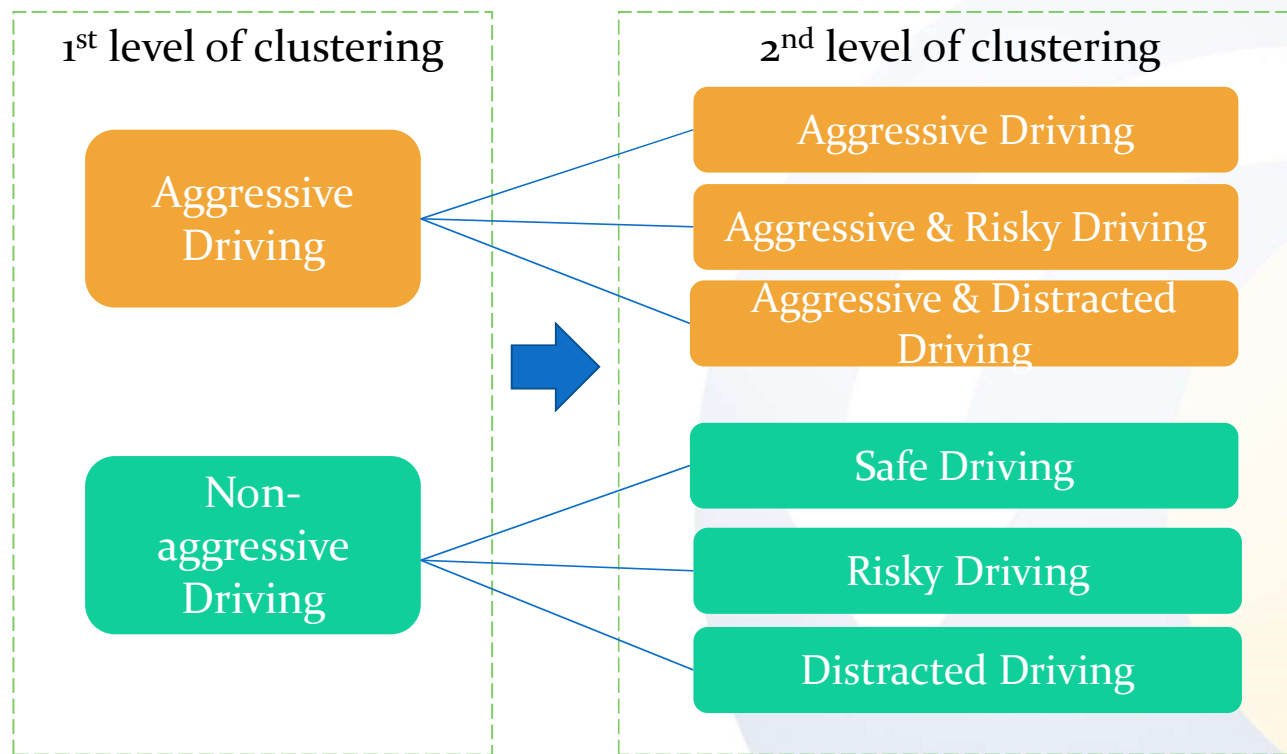 1st level of clustering
Aggressive
Driving
Non-
aggressive
Driving
2nd level of clustering
Aggressive Driving
Aggressive & Risky Driving
Aggressive & Distracted
Driving
Safe Driving
Risky Driving
Distracted Driving